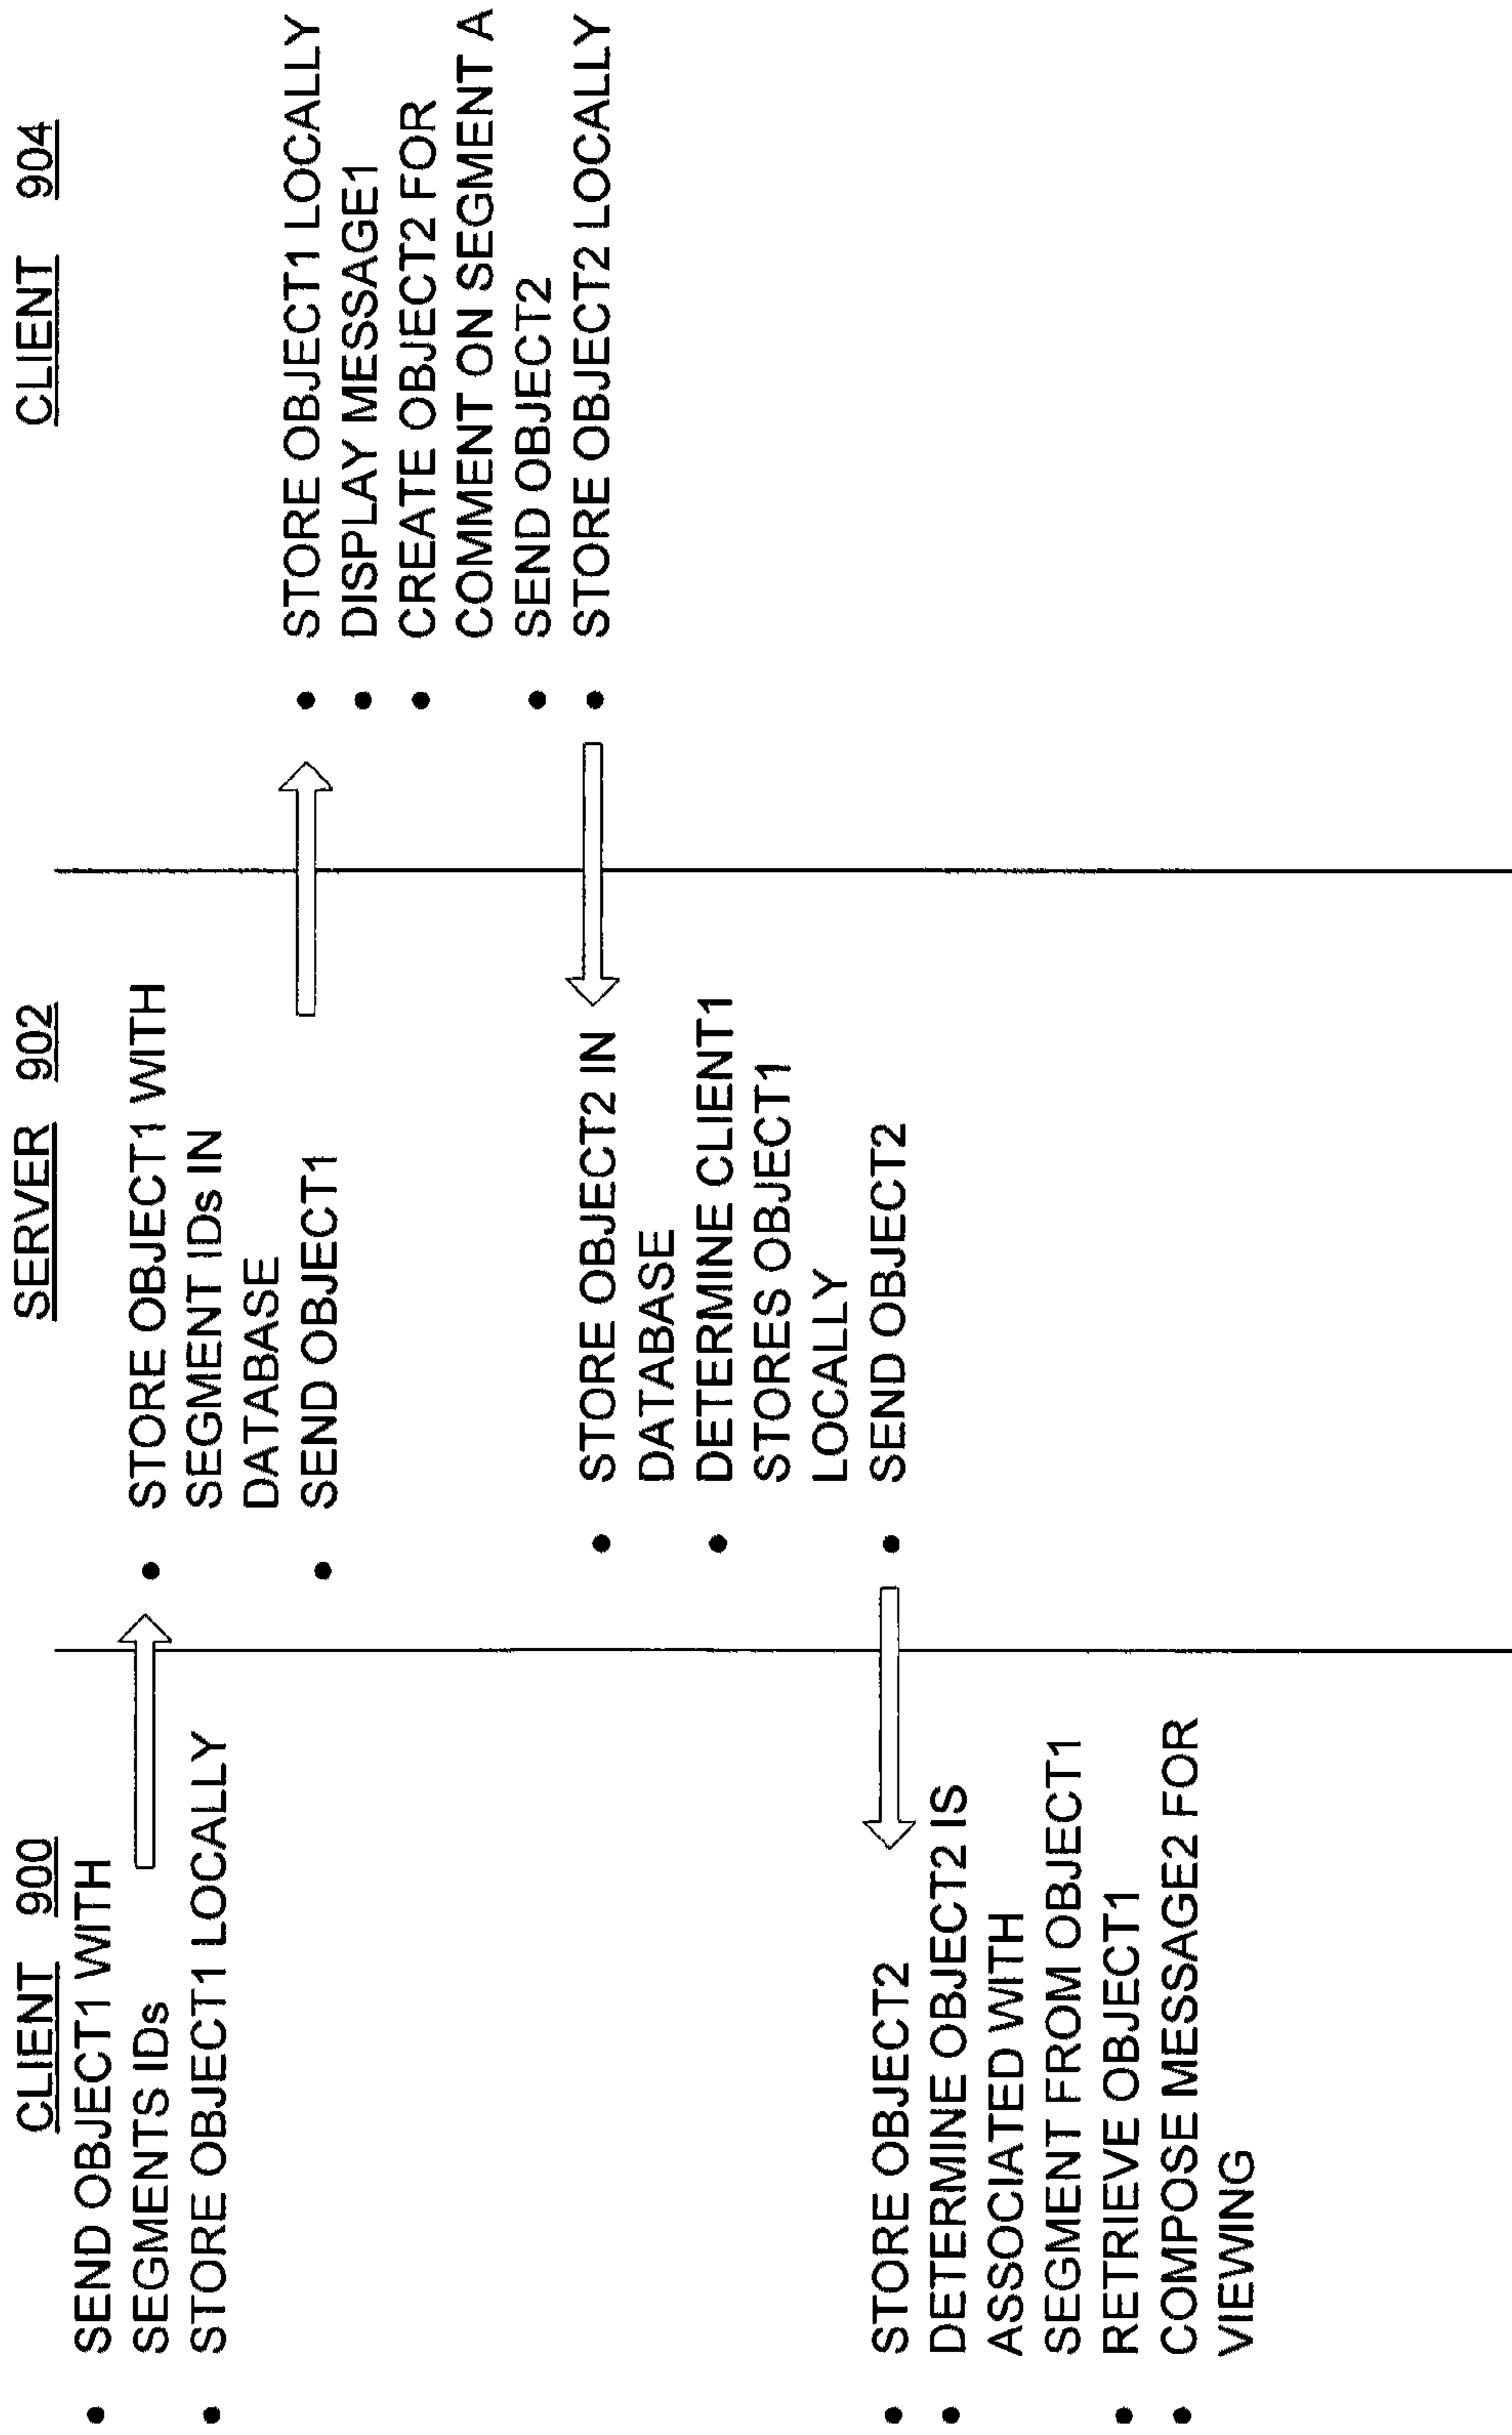 CLIENT 900
SEND OBJECT1 WITH
SEGMENTS IDs
STORE OBJECT1 LOCALLY
STORE OBJECT2
DETERMINE OBJECT2 IS
ASSOCIATED WITH
SEGMENT FROM OBJECT1
RETRIEVE OBJECT1
COMPOSE MESSAGE2 FOR
VIEWING
SERVER 902
STORE OBJECT1 WITH
SEGMENT IDs IN
DATABASE
SEND OBJECT1
STORE OBJECT2 IN
DATABASE
DETERMINE CLIENT1
STORES OBJECT1
LOCALLY
SEND OBJECT2
CLIENT 904
STORE OBJECT1 LOCALLY
DISPLAY MESSAGE1
CREATE OBJECT2 FOR
COMMENT ON SEGMENT A
SEND OBJECT2
STORE OBJECT2 LOCALLY